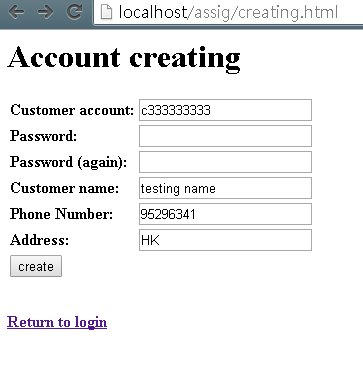 localhost/assig/creating.html
Account creating
Customer account: c333333333
Password:
Password (again):
Customer name: testing name
Phone Number: 95296341
Address: HK
create
Return to login